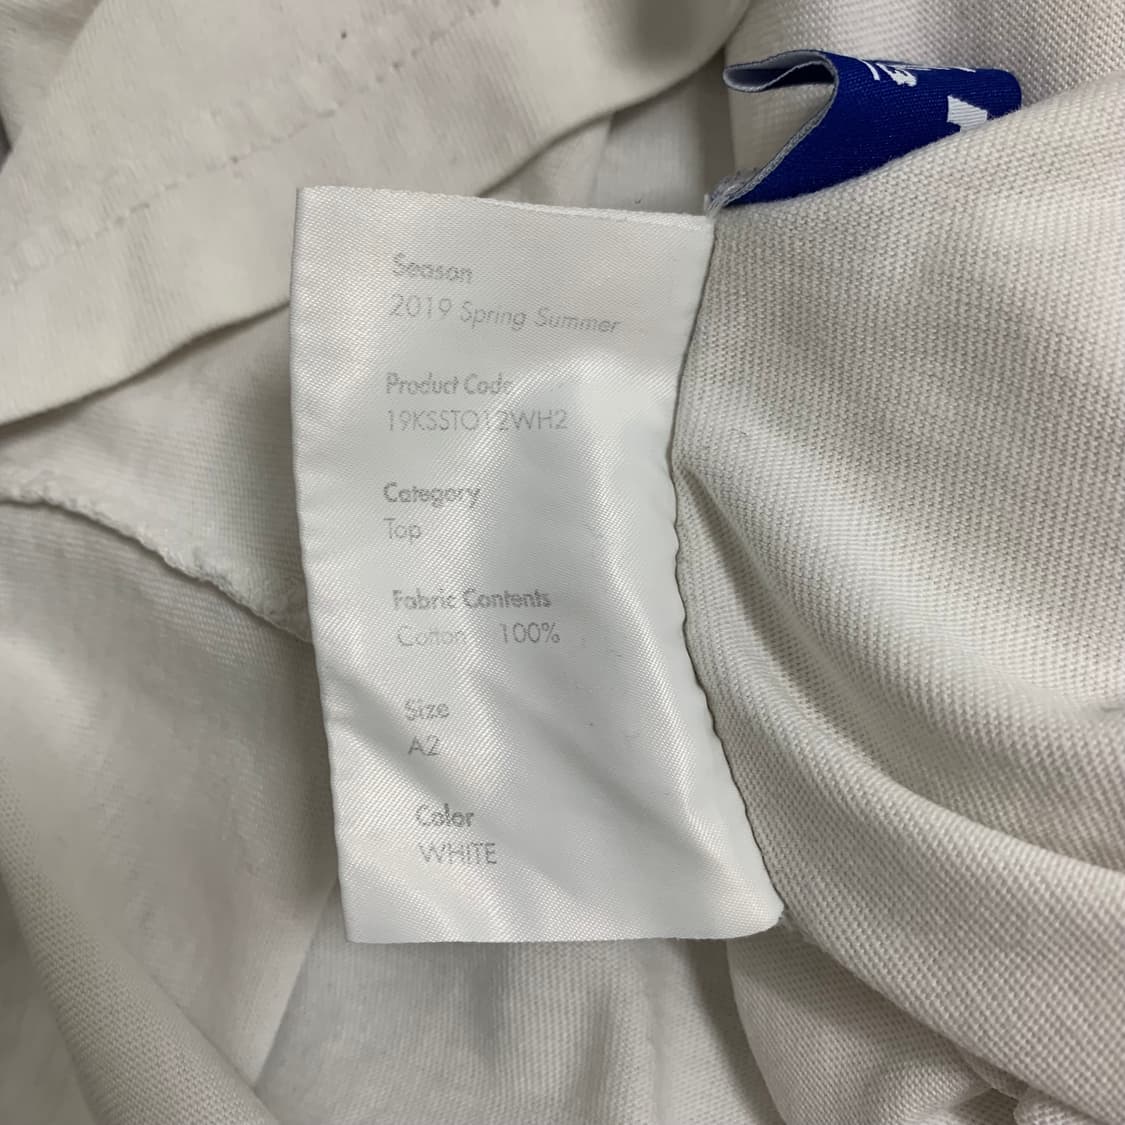 Season
2019 Spring Summer
Product Code
19KSSTO12WH2
Category
Top
Fabric Contents
Cotton 100%
Size
A2
Color
WHITE